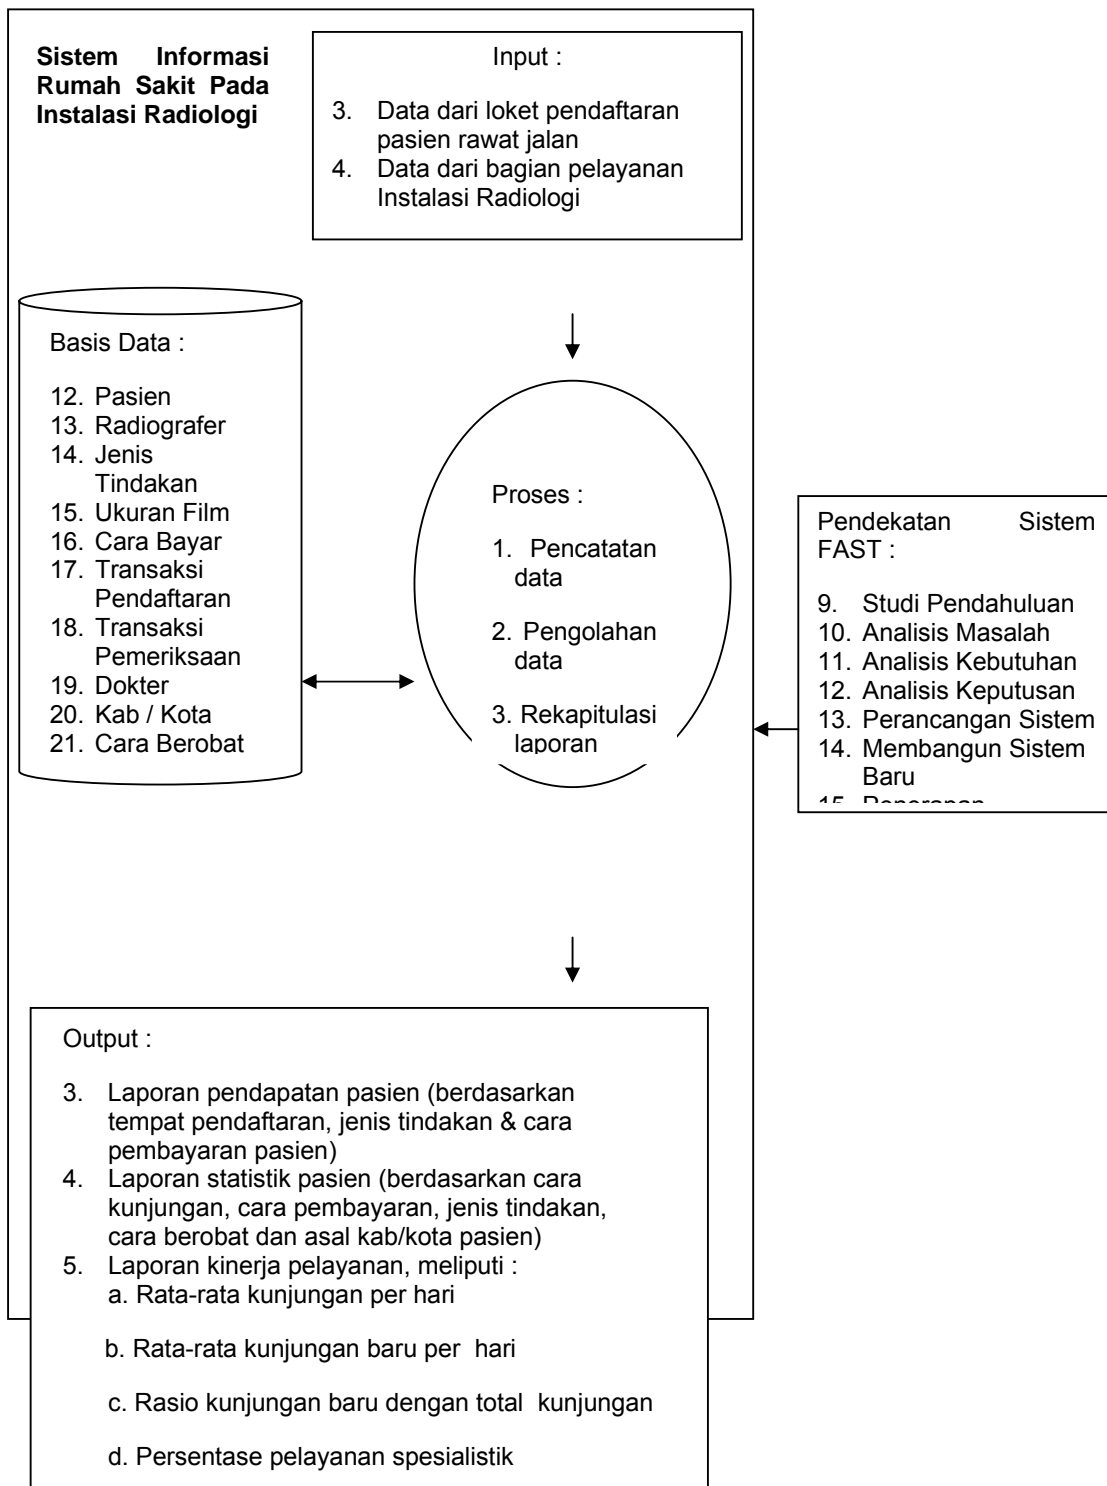 Sistem Informasi
Rumah Sakit Pada
Instalasi Radiologi
Input :
3. Data dari loket pendaftaran
pasien rawat jalan
4. Data dari bagian pelayanan
Instalasi Radiologi
Basis Data :
12. Pasien
13. Radiografer
14. Jenis
Tindakan
15. Ukuran Film
16. Cara Bayar
17. Transaksi
Pendaftaran
18. Transaksi
Pemeriksaan
19. Dokter
20. Kab / Kota
21. Cara Berobat
Proses :
1. Pencatatan
data
2. Pengolahan
data
3. Rekapitulasi
laporan
Pendekatan Sistem
FAST :
9. Studi Pendahuluan
10. Analisis Masalah
11. Analisis Kebutuhan
12. Analisis Keputusan
13. Perancangan Sistem
14. Membangun Sistem
Baru
15. Penerapan
Output :
3. Laporan pendapatan pasien (berdasarkan
tempat pendaftaran, jenis tindakan & cara
pembayaran pasien)
4. Laporan statistik pasien (berdasarkan cara
kunjungan, cara pembayaran, jenis tindakan,
cara berobat dan asal kab/kota pasien)
5. Laporan kinerja pelayanan, meliputi :
a. Rata-rata kunjungan per hari
b. Rata-rata kunjungan baru per hari
c. Rasio kunjungan baru dengan total kunjungan
d. Persentase pelayanan spesialistik